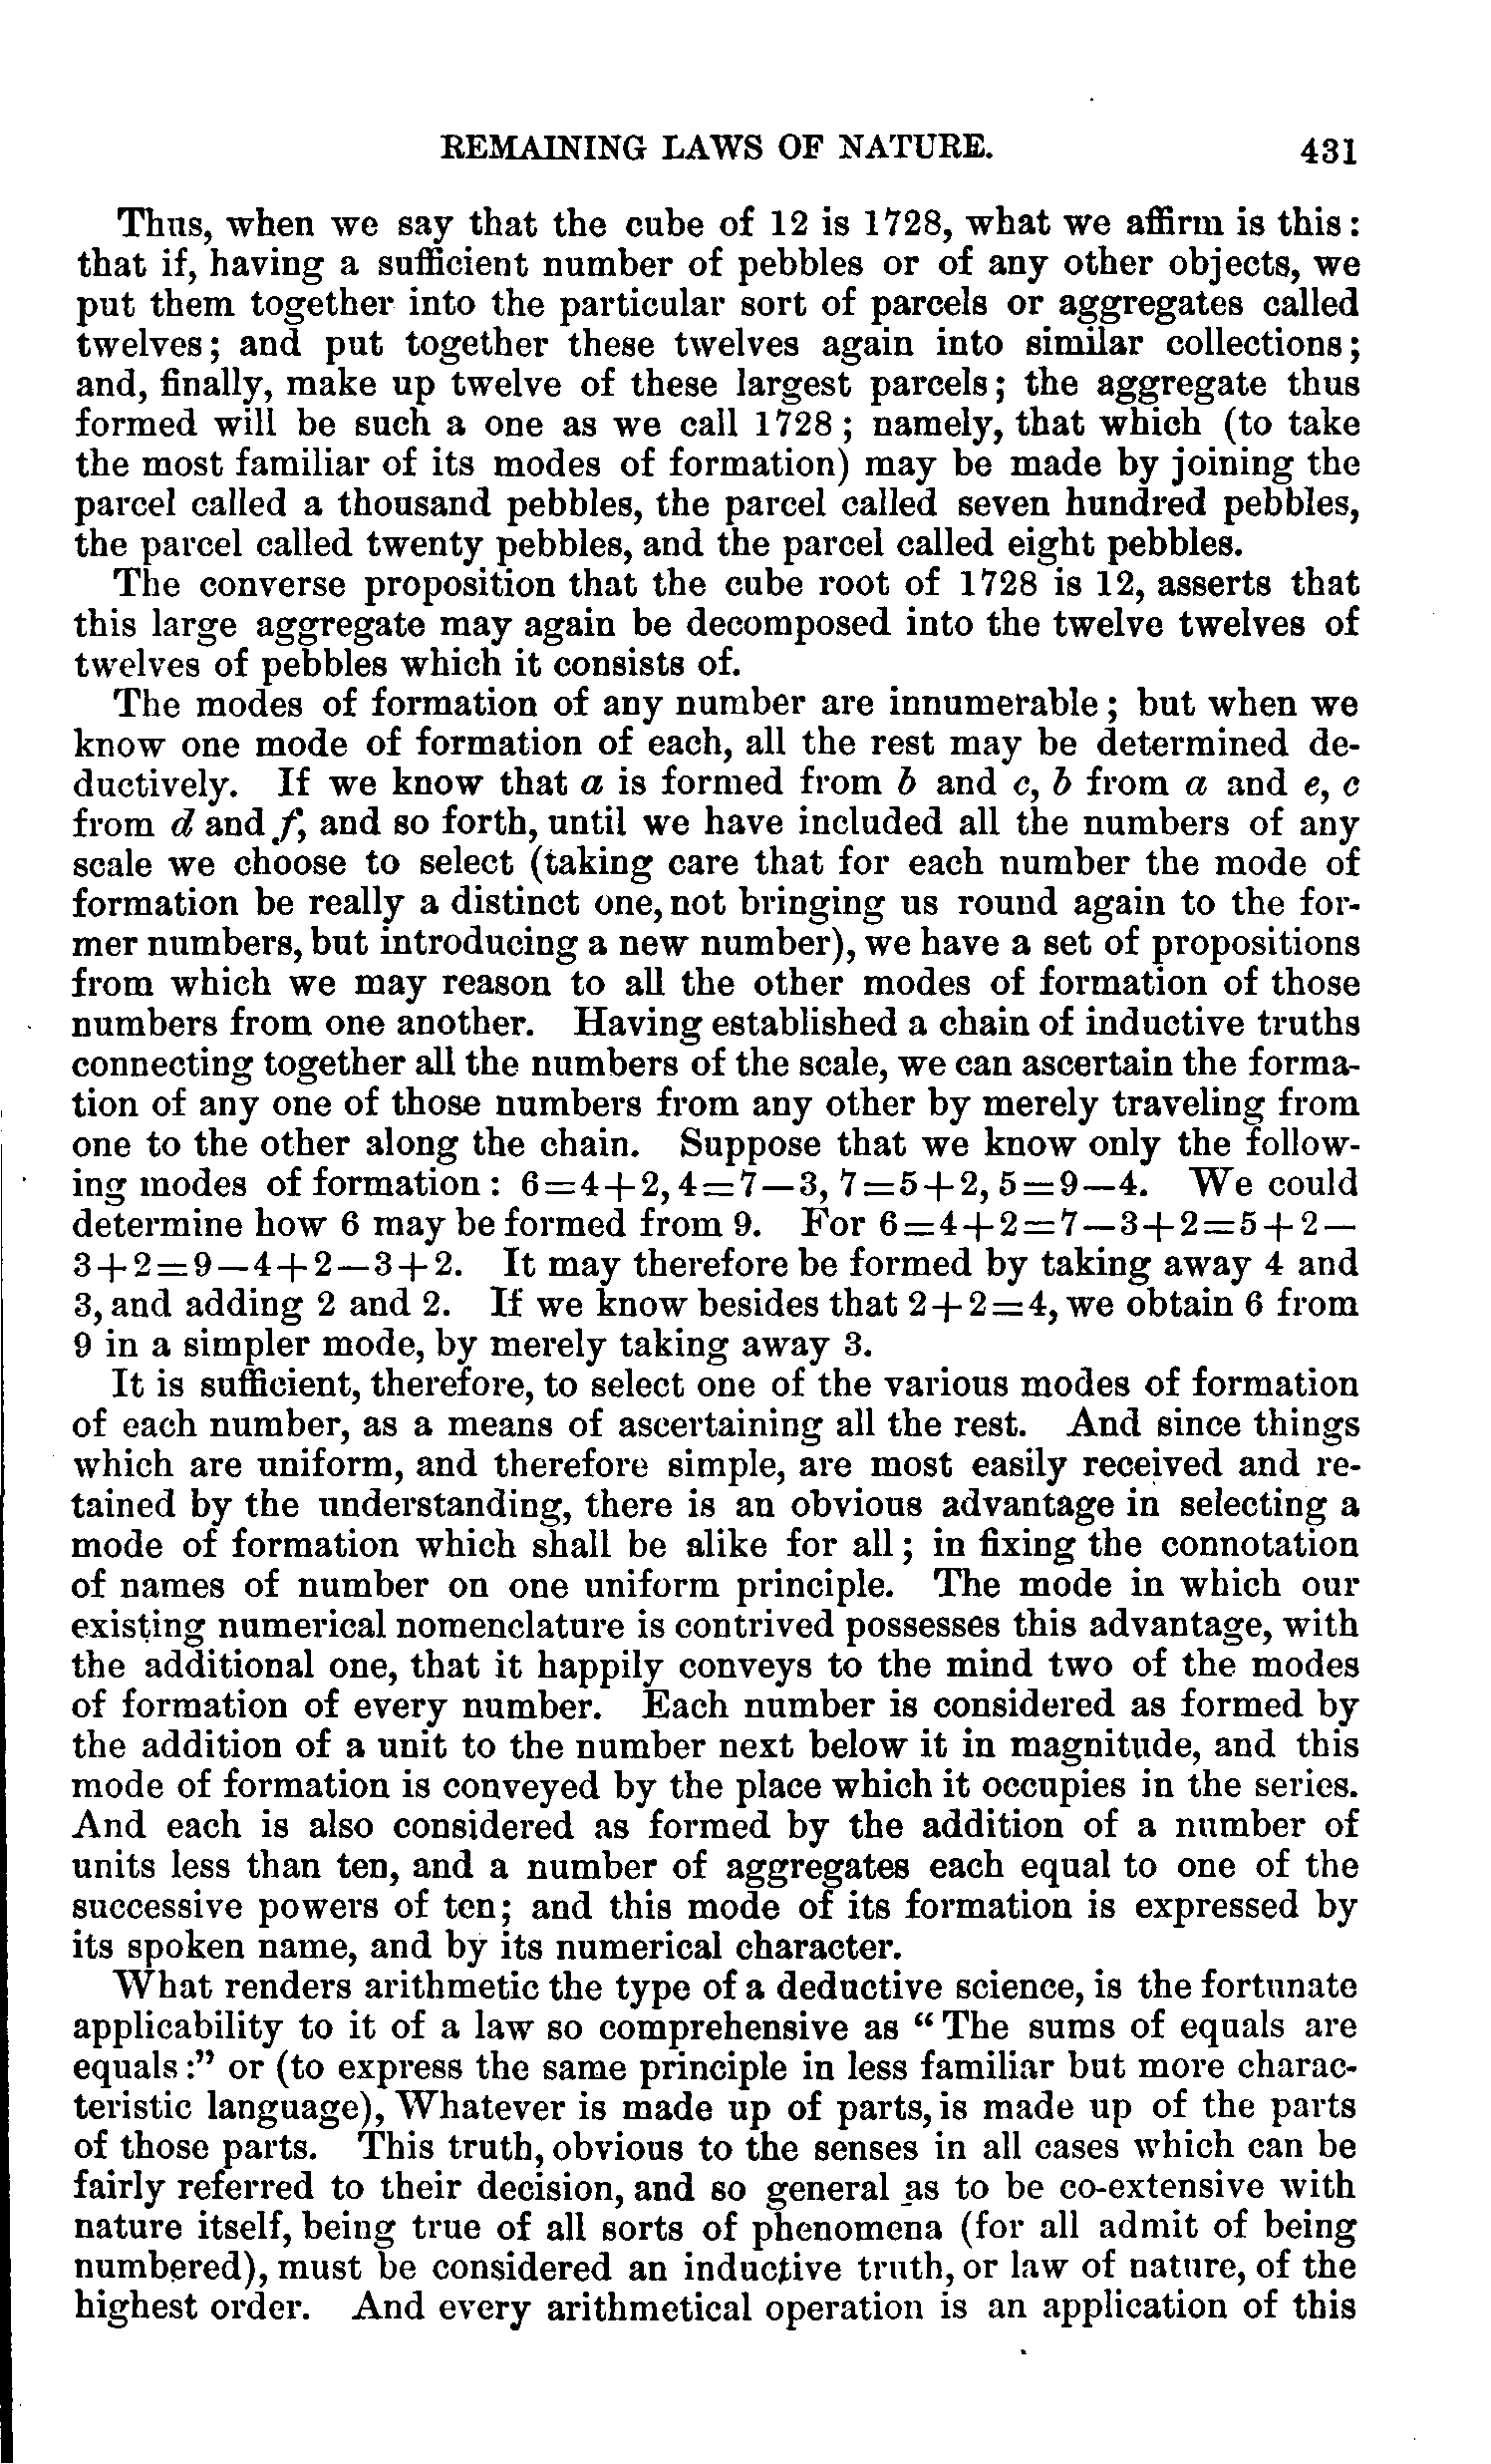 REMAINING LAWS OF NATURE. 431
Thus, when we say that the cube of 12 is 1728, what we affirm is this:
that if, having a sufficient number of pebbles or of any other objects, we
put them together into the particular sort of parcels or aggregates called
twelves; and put together these twelves again into similar collections;
and, finally, make up twelve of these largest parcels; the aggregate thus
formed will be such a one as we call 1728; namely, that which (to take
the most familiar of its modes of formation) may be made by joining the
parcel called a thousand pebbles, the parcel called seven hundred pebbles,
the parcel called twenty pebbles, and the parcel called eight pebbles.
The converse proposition that the cube root of 1728 is 12, asserts that
this large aggregate may again be decomposed into the twelve twelves of
twelves of pebbles which it consists of.
The modes of formation of any number are innumerable; but when we
know one mode of formation of each, all the rest may be determined de-
ductively. If we know that a is formed from b and c, b from a and e, c
from d and f, and so forth, until we have included all the numbers of any
scale we choose to select (taking care that for each number the mode of
formation be really a distinct one, not bringing us round again to the for-
mer numbers, but introducing a new number), we have a set of propositions
from which we may reason to all the other modes of formation of those
numbers from one another. Having established a chain of inductive truths
connecting together all the numbers of the scale, we can ascertain the forma-
tion of any one of those numbers from any other by merely traveling from
one to the other along the chain. Suppose that we know only the follow-
ing modes of formation: 6=4+2, 4=7—3, 7=5+2, 5=9—4. We could
determine how 6 may be formed from 9. For 6=4+2=7—3+2=5+2—
3+2=9—4+2—3+2. It may therefore be formed by taking away 4 and
3, and adding 2 and 2. If we know besides that 2+2=4, we obtain 6 from
9 in a simpler mode, by merely taking away 3.
It is sufficient, therefore, to select one of the various modes of formation
of each number, as a means of ascertaining all the rest. And since things
which are uniform, and therefore simple, are most easily received and re-
tained by the understanding, there is an obvious advantage in selecting a
mode of formation which shall be alike for all; in fixing the connotation
of names of number on one uniform principle. The mode in which our
existing numerical nomenclature is contrived possesses this advantage, with
the additional one, that it happily conveys to the mind two of the modes
of formation of every number. Each number is considered as formed by
the addition of a unit to the number next below it in magnitude, and this
mode of formation is conveyed by the place which it occupies in the series.
And each is also considered as formed by the addition of a number of
units less than ten, and a number of aggregates each equal to one of the
successive powers of ten; and this mode of its formation is expressed by
its spoken name, and by its numerical character.
What renders arithmetic the type of a deductive science, is the fortunate
applicability to it of a law so comprehensive as “The sums of equals are
equals:” or (to express the same principle in less familiar but more charac-
teristic language), Whatever is made up of parts, is made up of the parts
of those parts. This truth, obvious to the senses in all cases which can be
fairly referred to their decision, and so general as to be co-extensive with
nature itself, being true of all sorts of phenomena (for all admit of being
numbered), must be considered an inductive truth, or law of nature, of the
highest order. And every arithmetical operation is an application of this